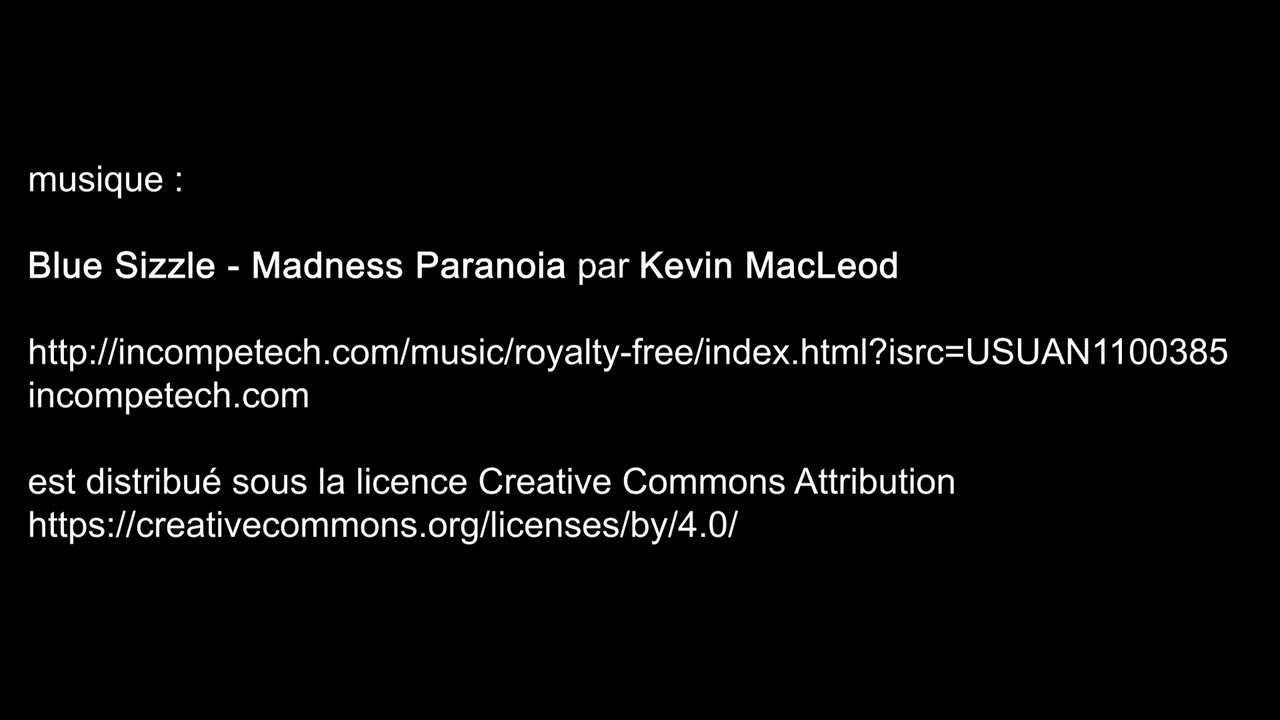 musique :
Blue Sizzle - Madness Paranoia par Kevin MacLeod
http://incompetech.com/music/royalty-free/index.html?isrc=USUAN1100385
incompetech.com
est distribué sous la licence Creative Commons Attribution
https://creativecommons.org/licenses/by/4.0/